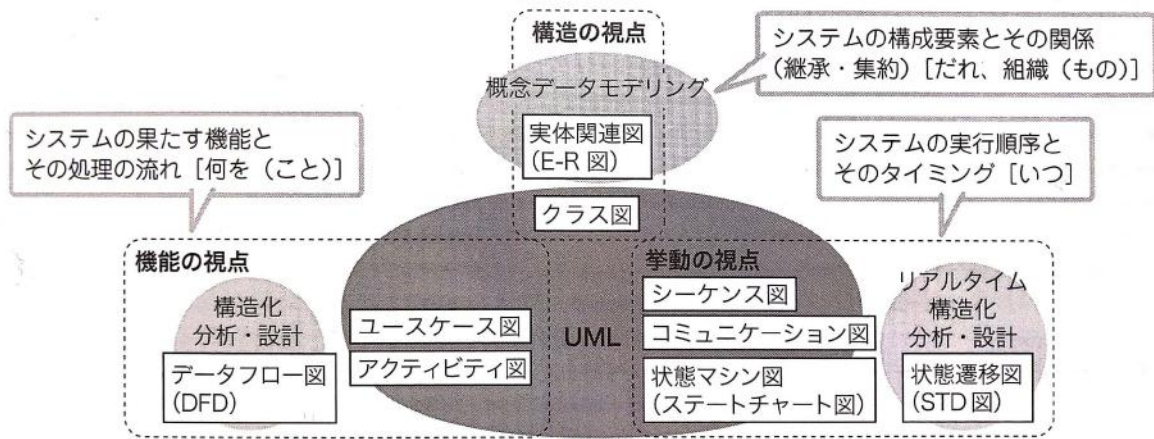 構造の視点
システムの構成要素とその関係
(継承・集約)[だれ、組織(もの)]
概念データモデリング
実体関連図
(E-R 図)
システムの果たす機能と
その処理の流れ[何を(こと)]
システムの実行順序と
そのタイミング[いつ]
クラス図
機能の視点
構造化
分析・設計
データフロー図
(DFD)
ユースケース図
アクティビティ図
UML
挙動の視点
シーケンス図
コミュニケーション図
状態マシン図
(ステートチャート図)
リアルタイム
構造化
分析・設計
状態遷移図
(STD 図)